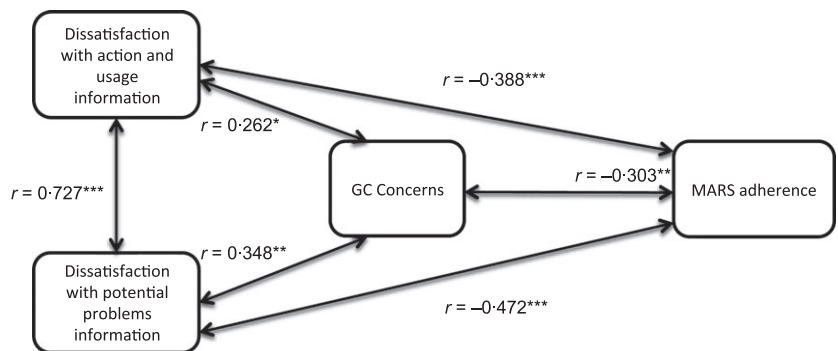 Dissatisfaction
with action and
usage
information
r = –0·388***
r = 0·262*
r = –0·303**
GC Concerns
MARS adherence
r = 0·727***
r = 0·348**
Dissatisfaction
with potential
problems
information
r = –0·472***